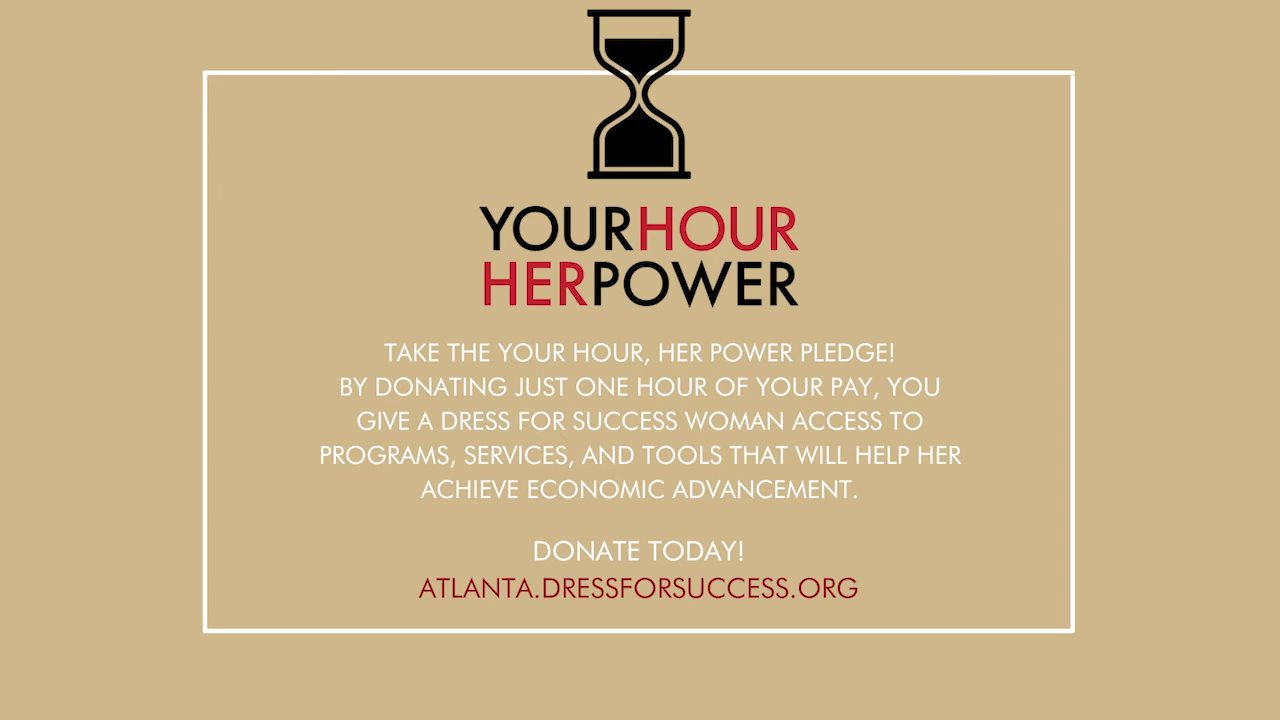 YOURHOUR
HERPOWER
TAKE THE YOUR HOUR, HER POWER PLEDGE!
BY DONATING JUST ONE HOUR OF YOUR PAY, YOU
GIVE A DRESS FOR SUCCESS WOMAN ACCESS TO
PROGRAMS, SERVICES, AND TOOLS THAT WILL HELP HER
ACHIEVE ECONOMIC ADVANCEMENT.
DONATE TODAY!
ATLANTA.DRESSFORSUCCESS.ORG